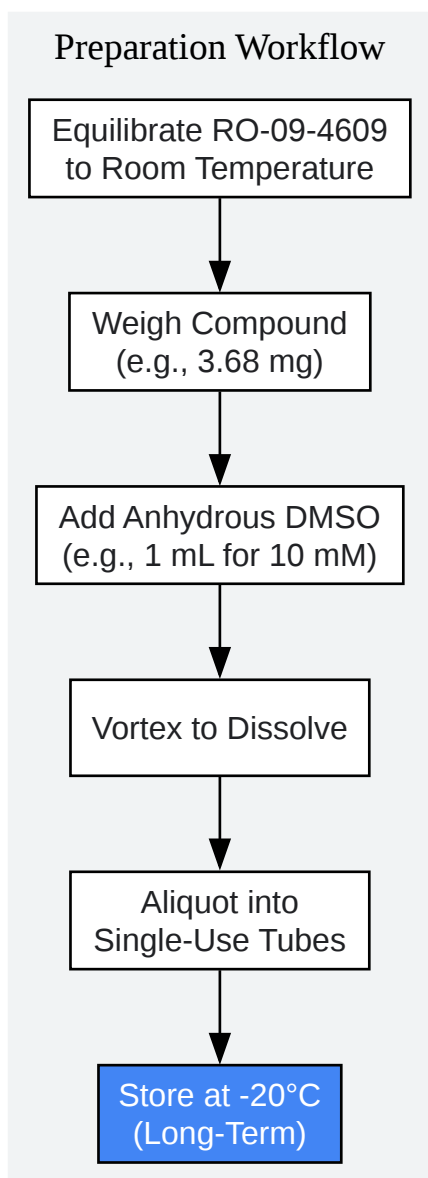 Preparation Workflow
Equilibrate RO-09-4609
to Room Temperature
Weigh Compound
(e.g., 3.68 mg)
Add Anhydrous DMSO
(e.g., 1 mL for 10 mM)
Vortex to Dissolve
Aliquot into
Single-Use Tubes
Store at -20°C
(Long-Term)